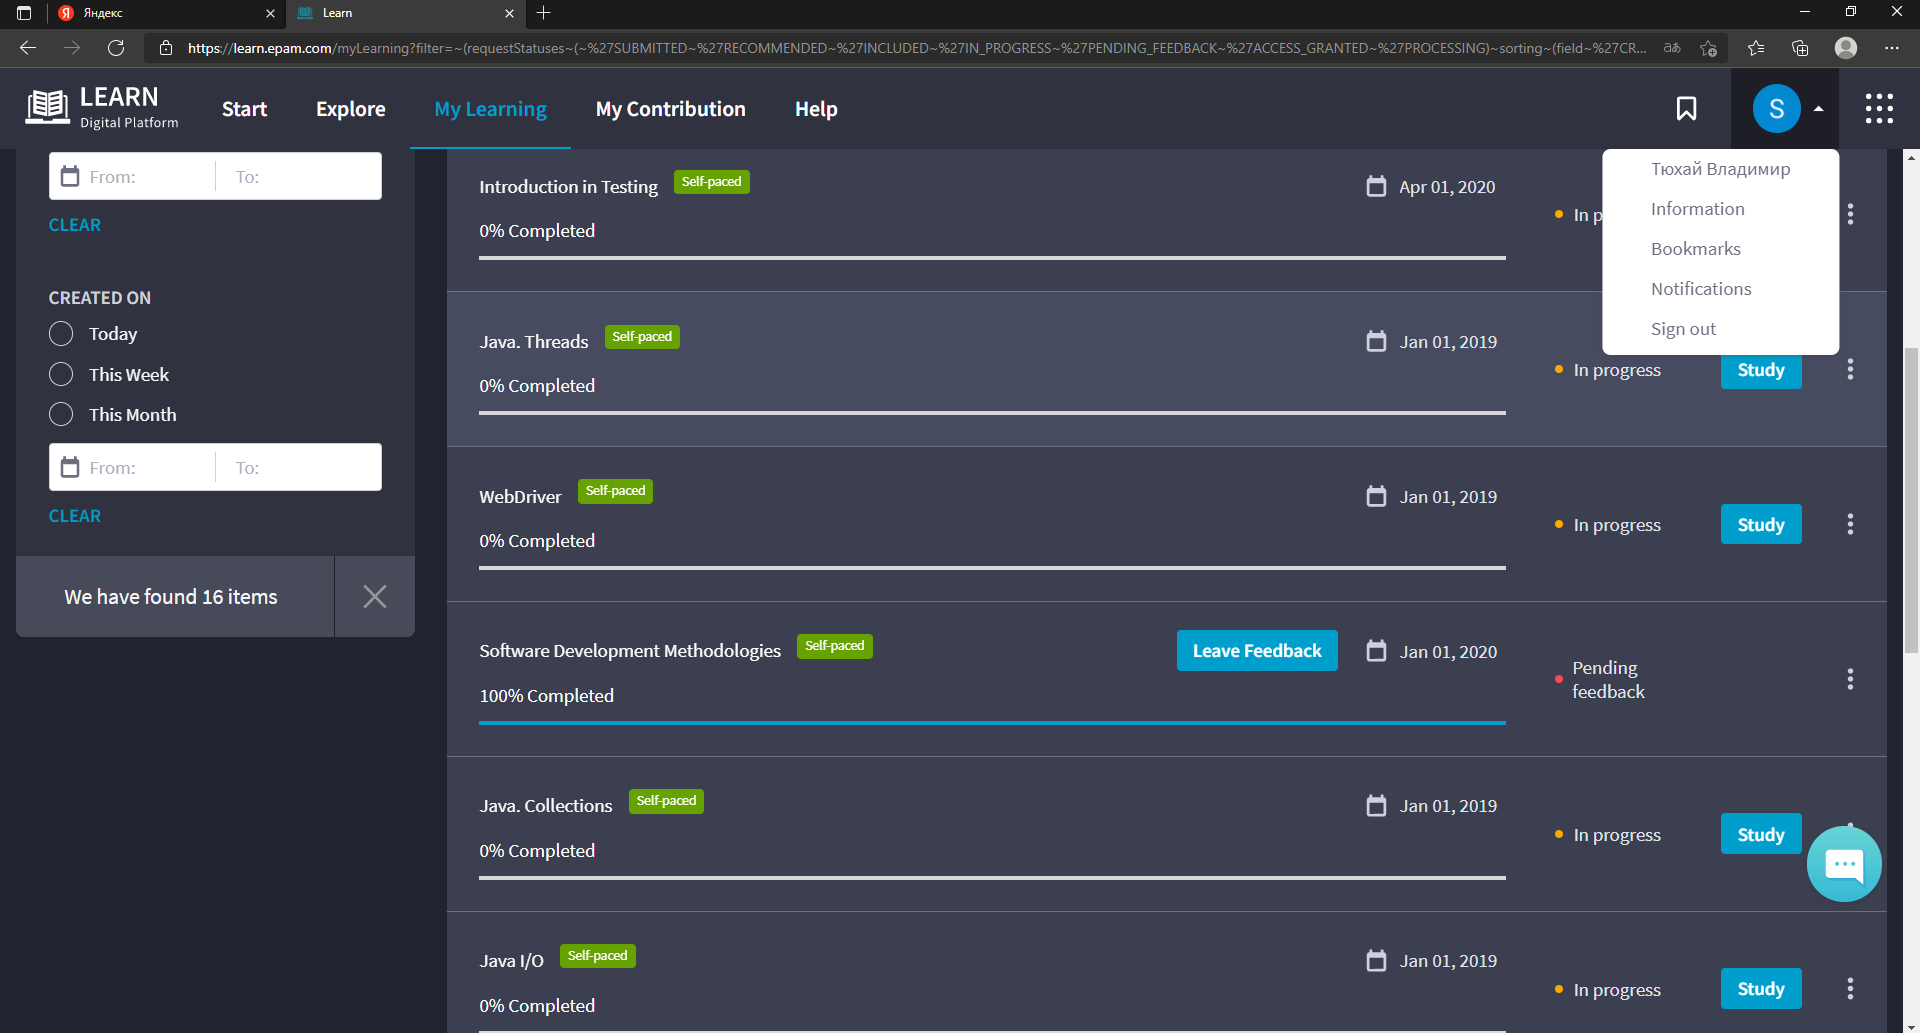 Яндекс
Learn
https://learn.epam.com/myLearning?filter=~(requestStatuses~(~%27SUBMITTED~%27RECOMMENDED~%27INCLUDED~%27IN_PROGRESS~%27PENDING_FEEDBACK~%27ACCESS_GRANTED~%27PROCESSING)~sorting~(field~%27CR...
LEARN
Digital Platform
Start
Explore
My Learning
My Contribution
Help
S
Тюхай Владимир
Information
Bookmarks
Notifications
Sign out
From:
To:
CLEAR
CREATED ON
Today
This Week
This Month
From:
To:
CLEAR
We have found 16 items
Introduction in Testing
Self-paced
Apr 01, 2020
0% Completed
In p
Java. Threads
Self-paced
Jan 01, 2019
0% Completed
In progress
Study
WebDriver
Self-paced
Jan 01, 2019
0% Completed
In progress
Study
Software Development Methodologies
Self-paced
Leave Feedback
Jan 01, 2020
100% Completed
Pending
feedback
Java. Collections
Self-paced
Jan 01, 2019
0% Completed
In progress
Study
Java I/O
Self-paced
Jan 01, 2019
0% Completed
In progress
Study